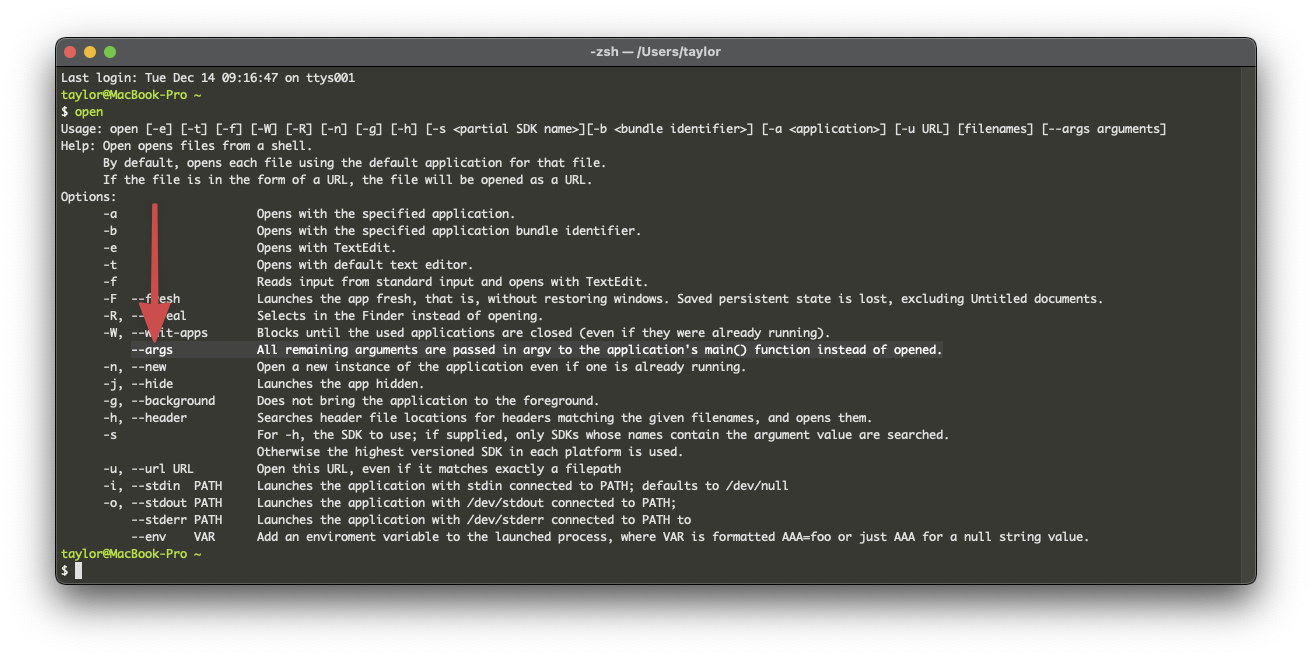 -zsh — /Users/taylor
Last login: Tue Dec 14 09:16:47 on ttys001
taylor@MacBook-Pro ~
$ open
Usage: open [-e] [-t] [-f] [-W] [-R] [-n] [-g] [-h] [-s <partial SDK name>][-b <bundle identifier>] [-a <application>] [-u URL] [filenames] [--args arguments]
Help: Open opens files from a shell.
By default, opens each file using the default application for that file.
If the file is in the form of a URL, the file will be opened as a URL.
Options:
-a Opens with the specified application.
-b Opens with the specified application bundle identifier.
-e Opens with TextEdit.
-t Opens with default text editor.
-f Reads input from standard input and opens with TextEdit.
-F --fresh Launches the app fresh, that is, without restoring windows. Saved persistent state is lost, excluding Untitled documents.
-R, Selects in the Finder instead of opening.
-W, --wait-apps Blocks until the used applications are closed (even if they were already running).
--args All remaining arguments are passed in argv to the application's main() function instead of opened.
-n, --new Open a new instance of the application even if one is already running.
-j, --hide Launches the app hidden.
-g, --background Does not bring the application to the foreground.
-h, --header Searches header file locations for headers matching the given filenames, and opens them.
-s For -h, the SDK to use; if supplied, only SDKs whose names contain the argument value are searched.
Otherwise the highest versioned SDK in each platform is used.
-u, --url URL Open this URL, even if it matches exactly a filepath
-i, --stdin PATH Launches the application with stdin connected to PATH; defaults to /dev/null
-o, --stdout PATH Launches the application with /dev/stdout connected to PATH;
--stderr PATH Launches the application with /dev/stderr connected to PATH to
--env VAR Add an enviroment variable to the launched process, where VAR is formatted AAA=foo or just AAA for a null string value.
taylor@MacBook-Pro ~
$